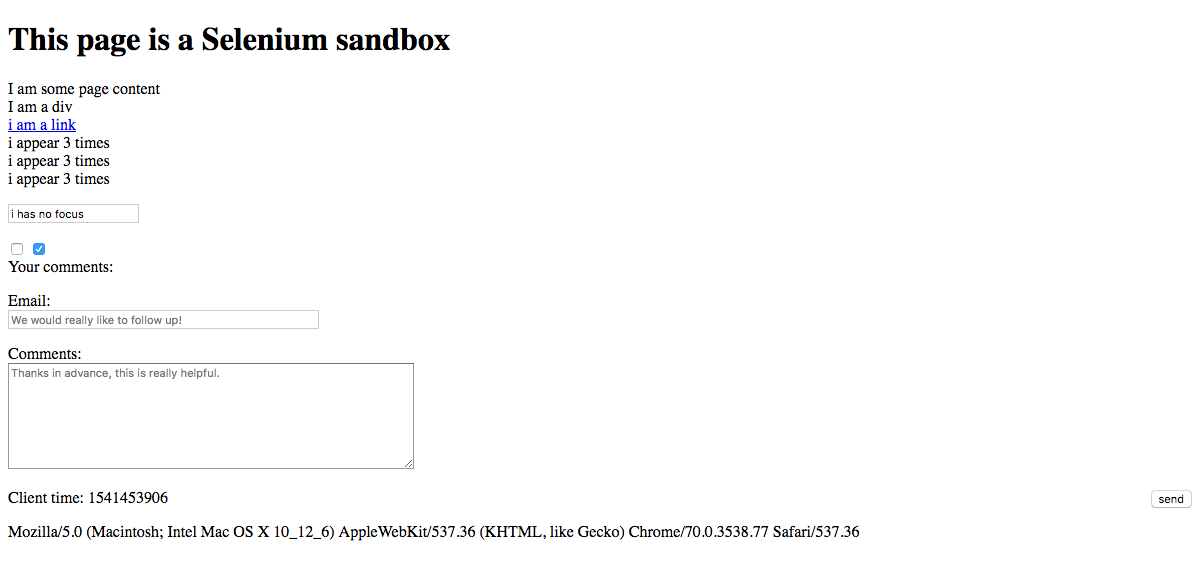 This page is a Selenium sandbox
I am some page content
I am a div
i am a link
i appear 3 times
i appear 3 times
i appear 3 times
i has no focus
Your comments:
Email:
We would really like to follow up!
Comments:
Thanks in advance, this is really helpful.
Client time: 1541453906
send
Mozilla/5.0 (Macintosh; Intel Mac OS X 10_12_6) AppleWebKit/537.36 (KHTML, like Gecko) Chrome/70.0.3538.77 Safari/537.36